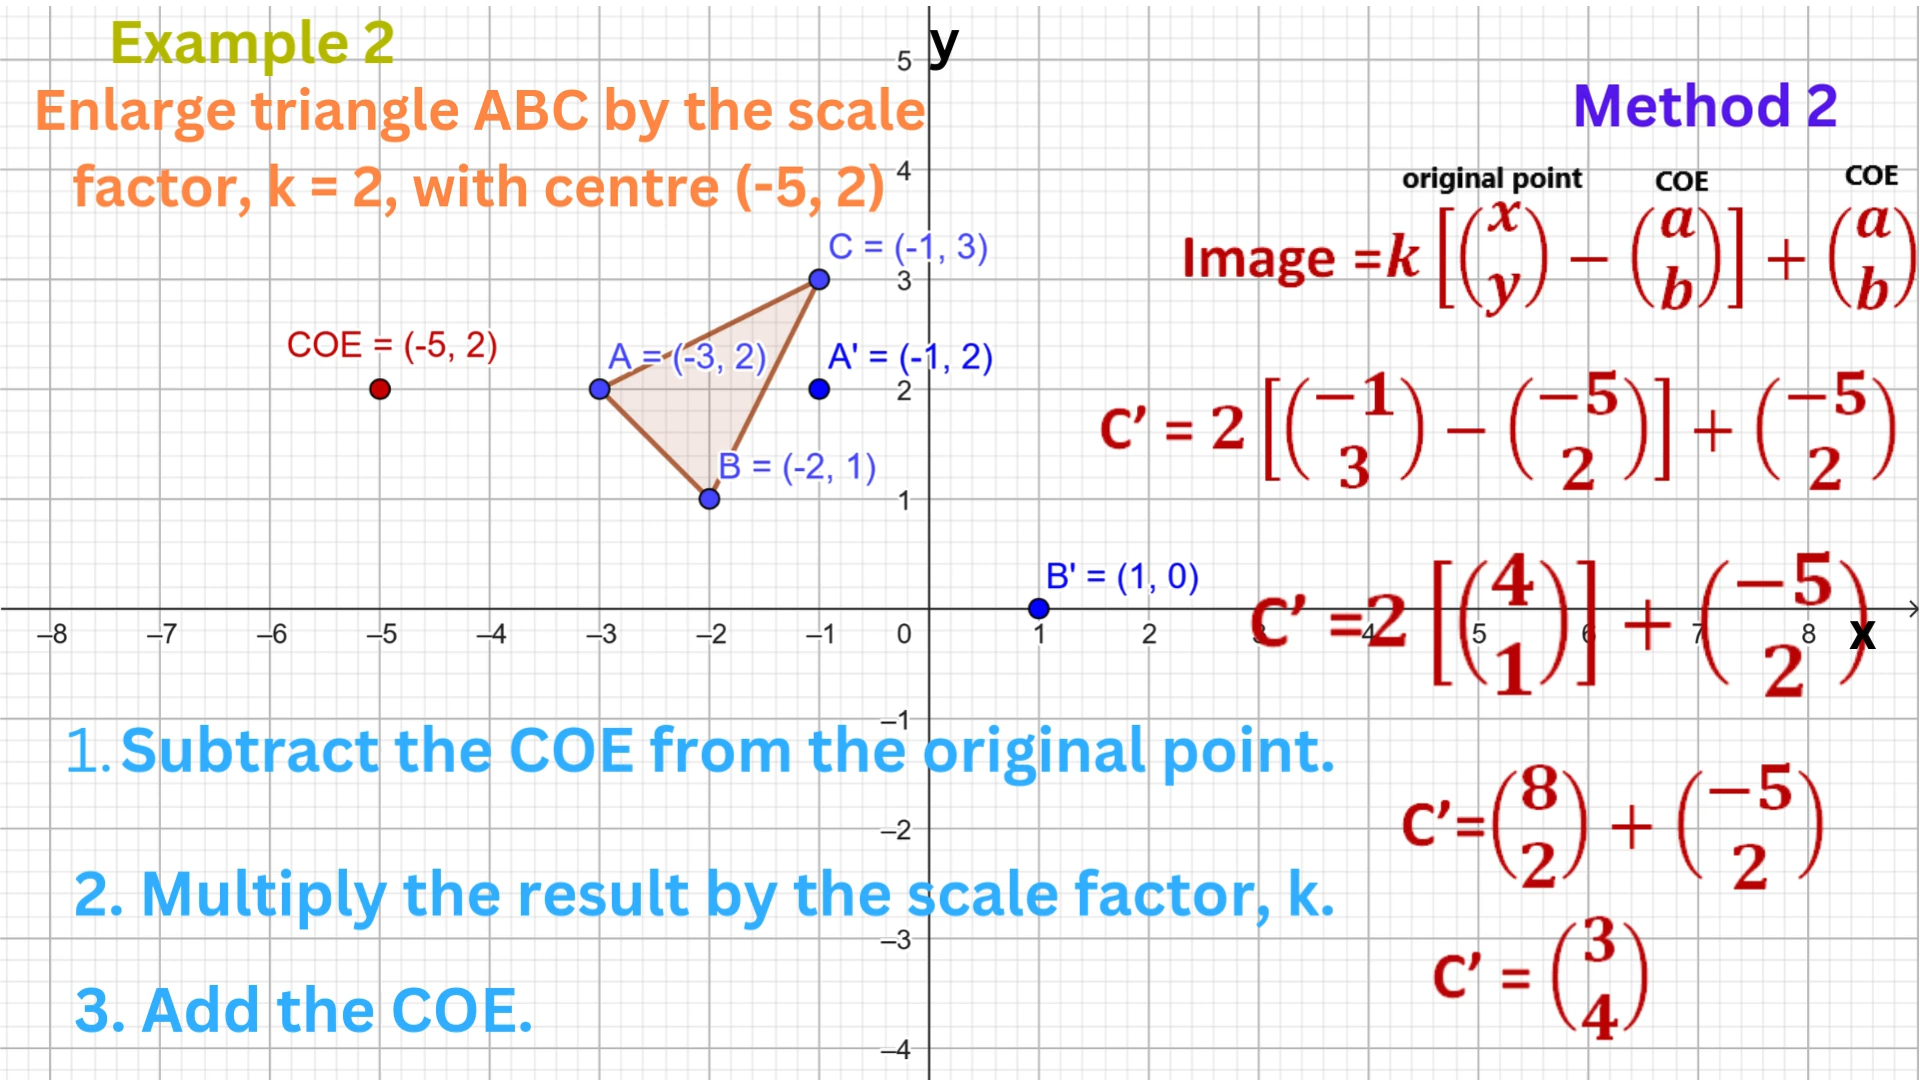 Example 2
Enlarge triangle ABC by the scale
factor, k = 2, with centre (-5, 2)
y
5
4
3
2
1
C = (-1, 3)
COE = (-5, 2)
A = (-3, 2)
A' = (-1, 2)
B = (-2, 1)
B' = (1, 0)
–8 –7 –6 –5 –4 –3 –2 –1 0 1 2 3 4 5 6 7 8
x
–1
–2
–3
–4
1. Subtract the COE from the original point.
2. Multiply the result by the scale factor, k.
3. Add the COE.
Method 2
original point COE COE
Image =k [(x y) − (a b)] + (a b)
C’ = 2 [(−1 3) − (−5 2)] + (−5 2)
C’ =2 [(4 1)] + (−5 2)
C’= (8 2) + (−5 2)
C’ = (3 4)